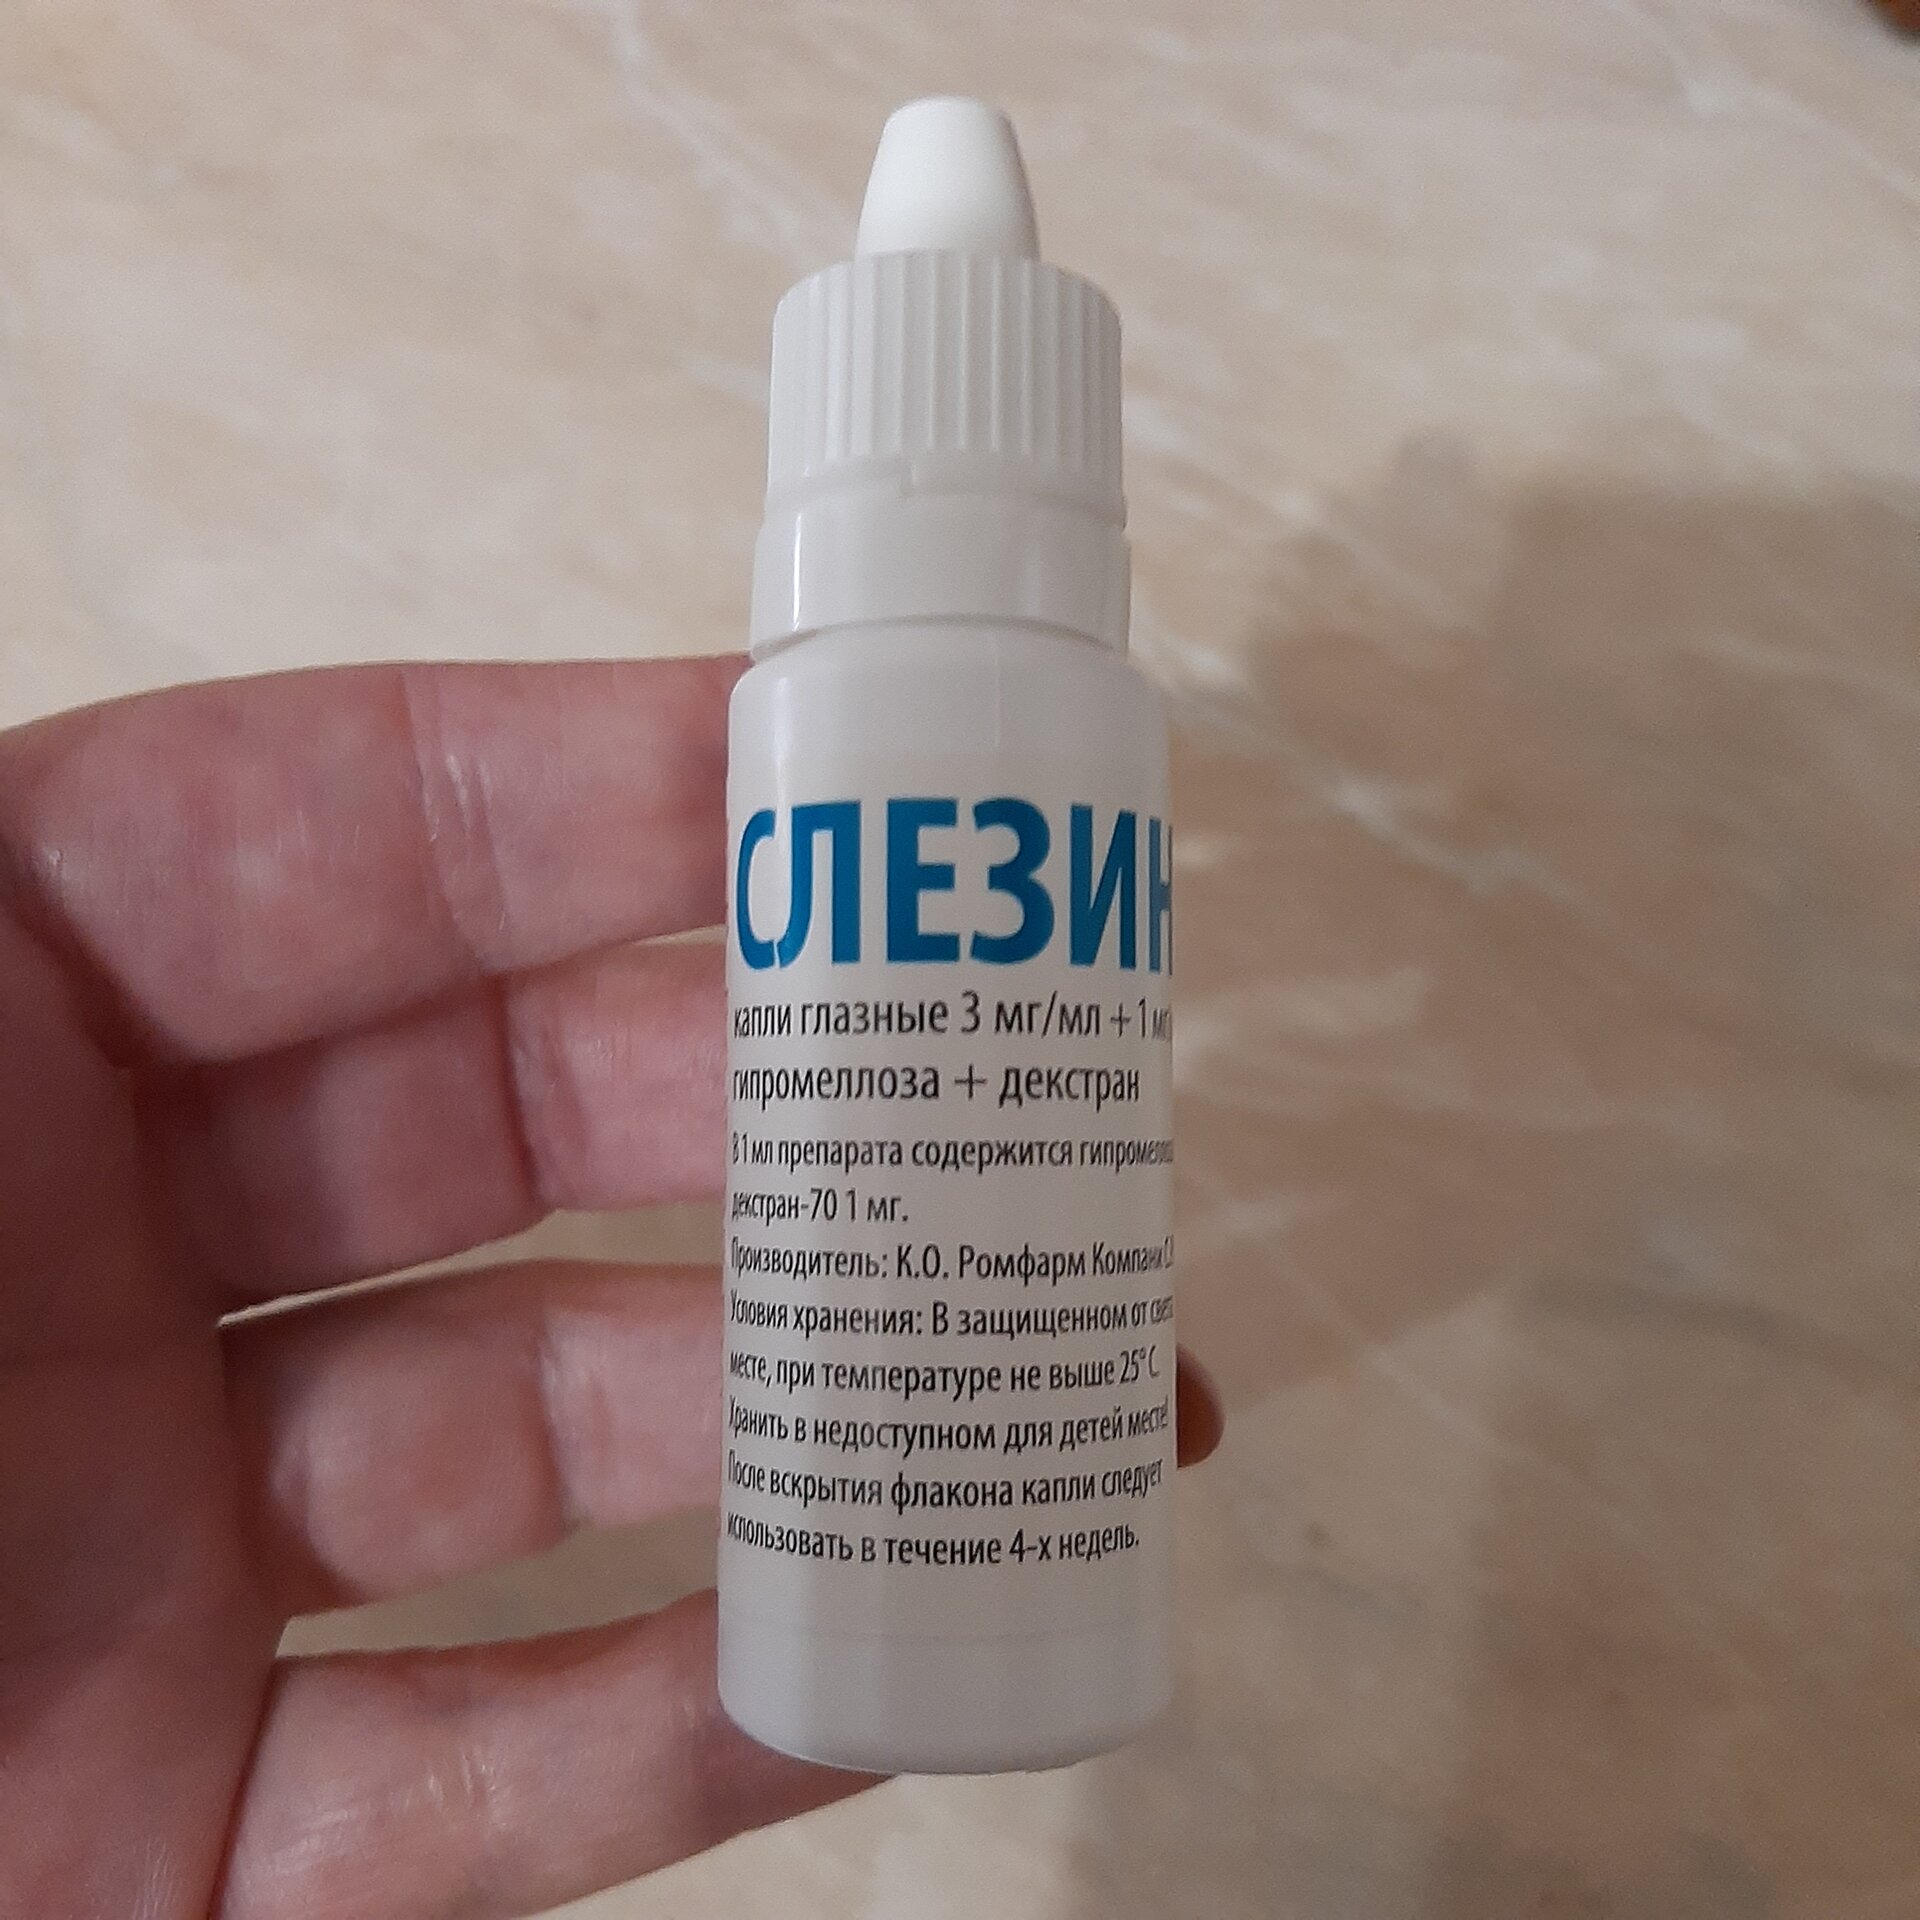 СЛЕЗИН
капли глазные 3 мг/мл + 1 мг
гипромеллоза + декстран
В 1 мл препарата содержится
декстран-70 1 мг.
Производитель: К.О. Ромфарм Компани
Условия хранения: В защищенном от света
месте, при температуре не выше 25°С
Хранить в недоступном для детей месте!
После вскрытия флакона капли следует
использовать в течение 4-х недель.